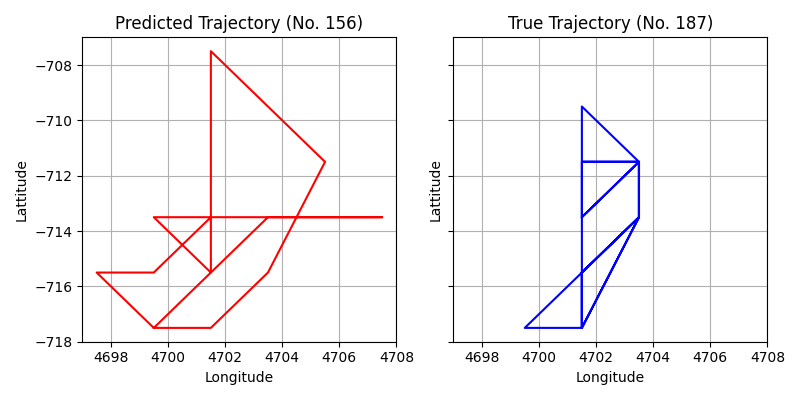 Predicted Trajectory (No. 156)
True Trajectory (No. 187)
−708
−710
−712
−714
−716
−718
Lattitude
Lattitude
4698 4700 4702 4704 4706 4708
4698 4700 4702 4704 4706 4708
Longitude
Longitude